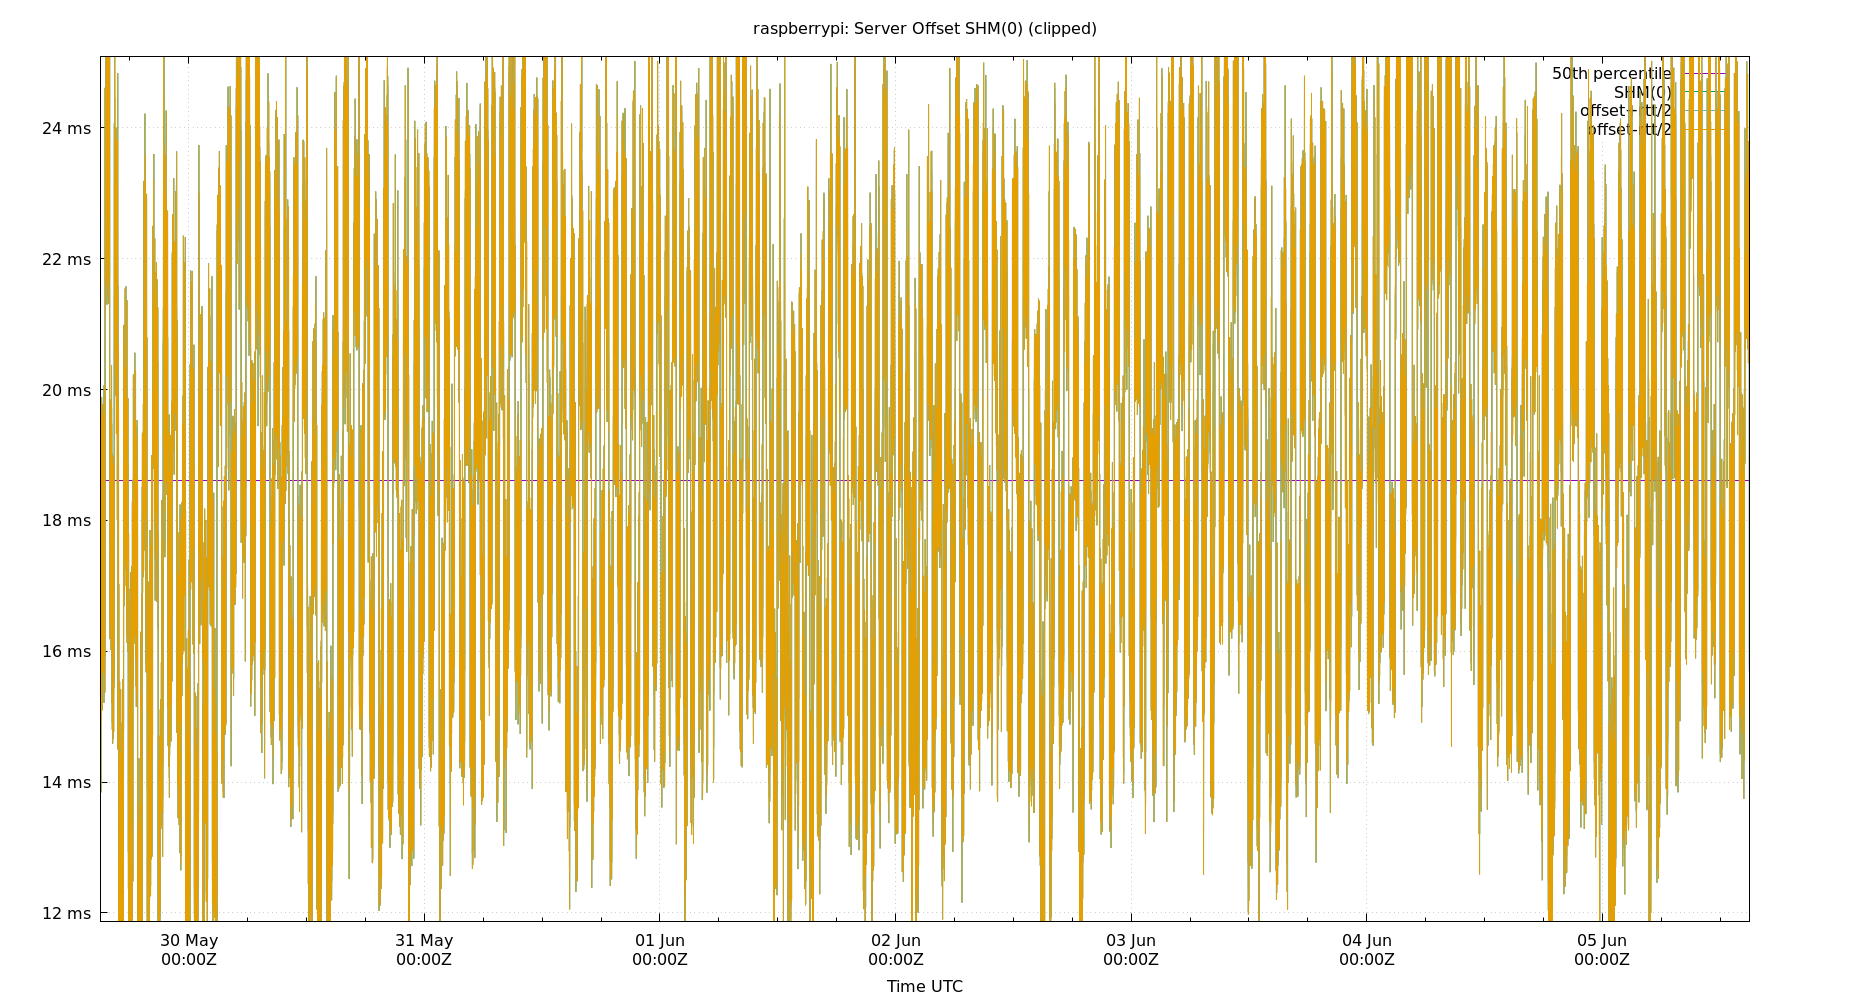 raspberrypi: Server Offset SHM(0) (clipped)
50th percentile
SHM(0)
offset+rtt/2
offset-rtt/2
24 ms
22 ms
20 ms
18 ms
16 ms
14 ms
12 ms
30 May
00:00Z
31 May
00:00Z
01 Jun
00:00Z
02 Jun
00:00Z
03 Jun
00:00Z
04 Jun
00:00Z
05 Jun
00:00Z
Time UTC